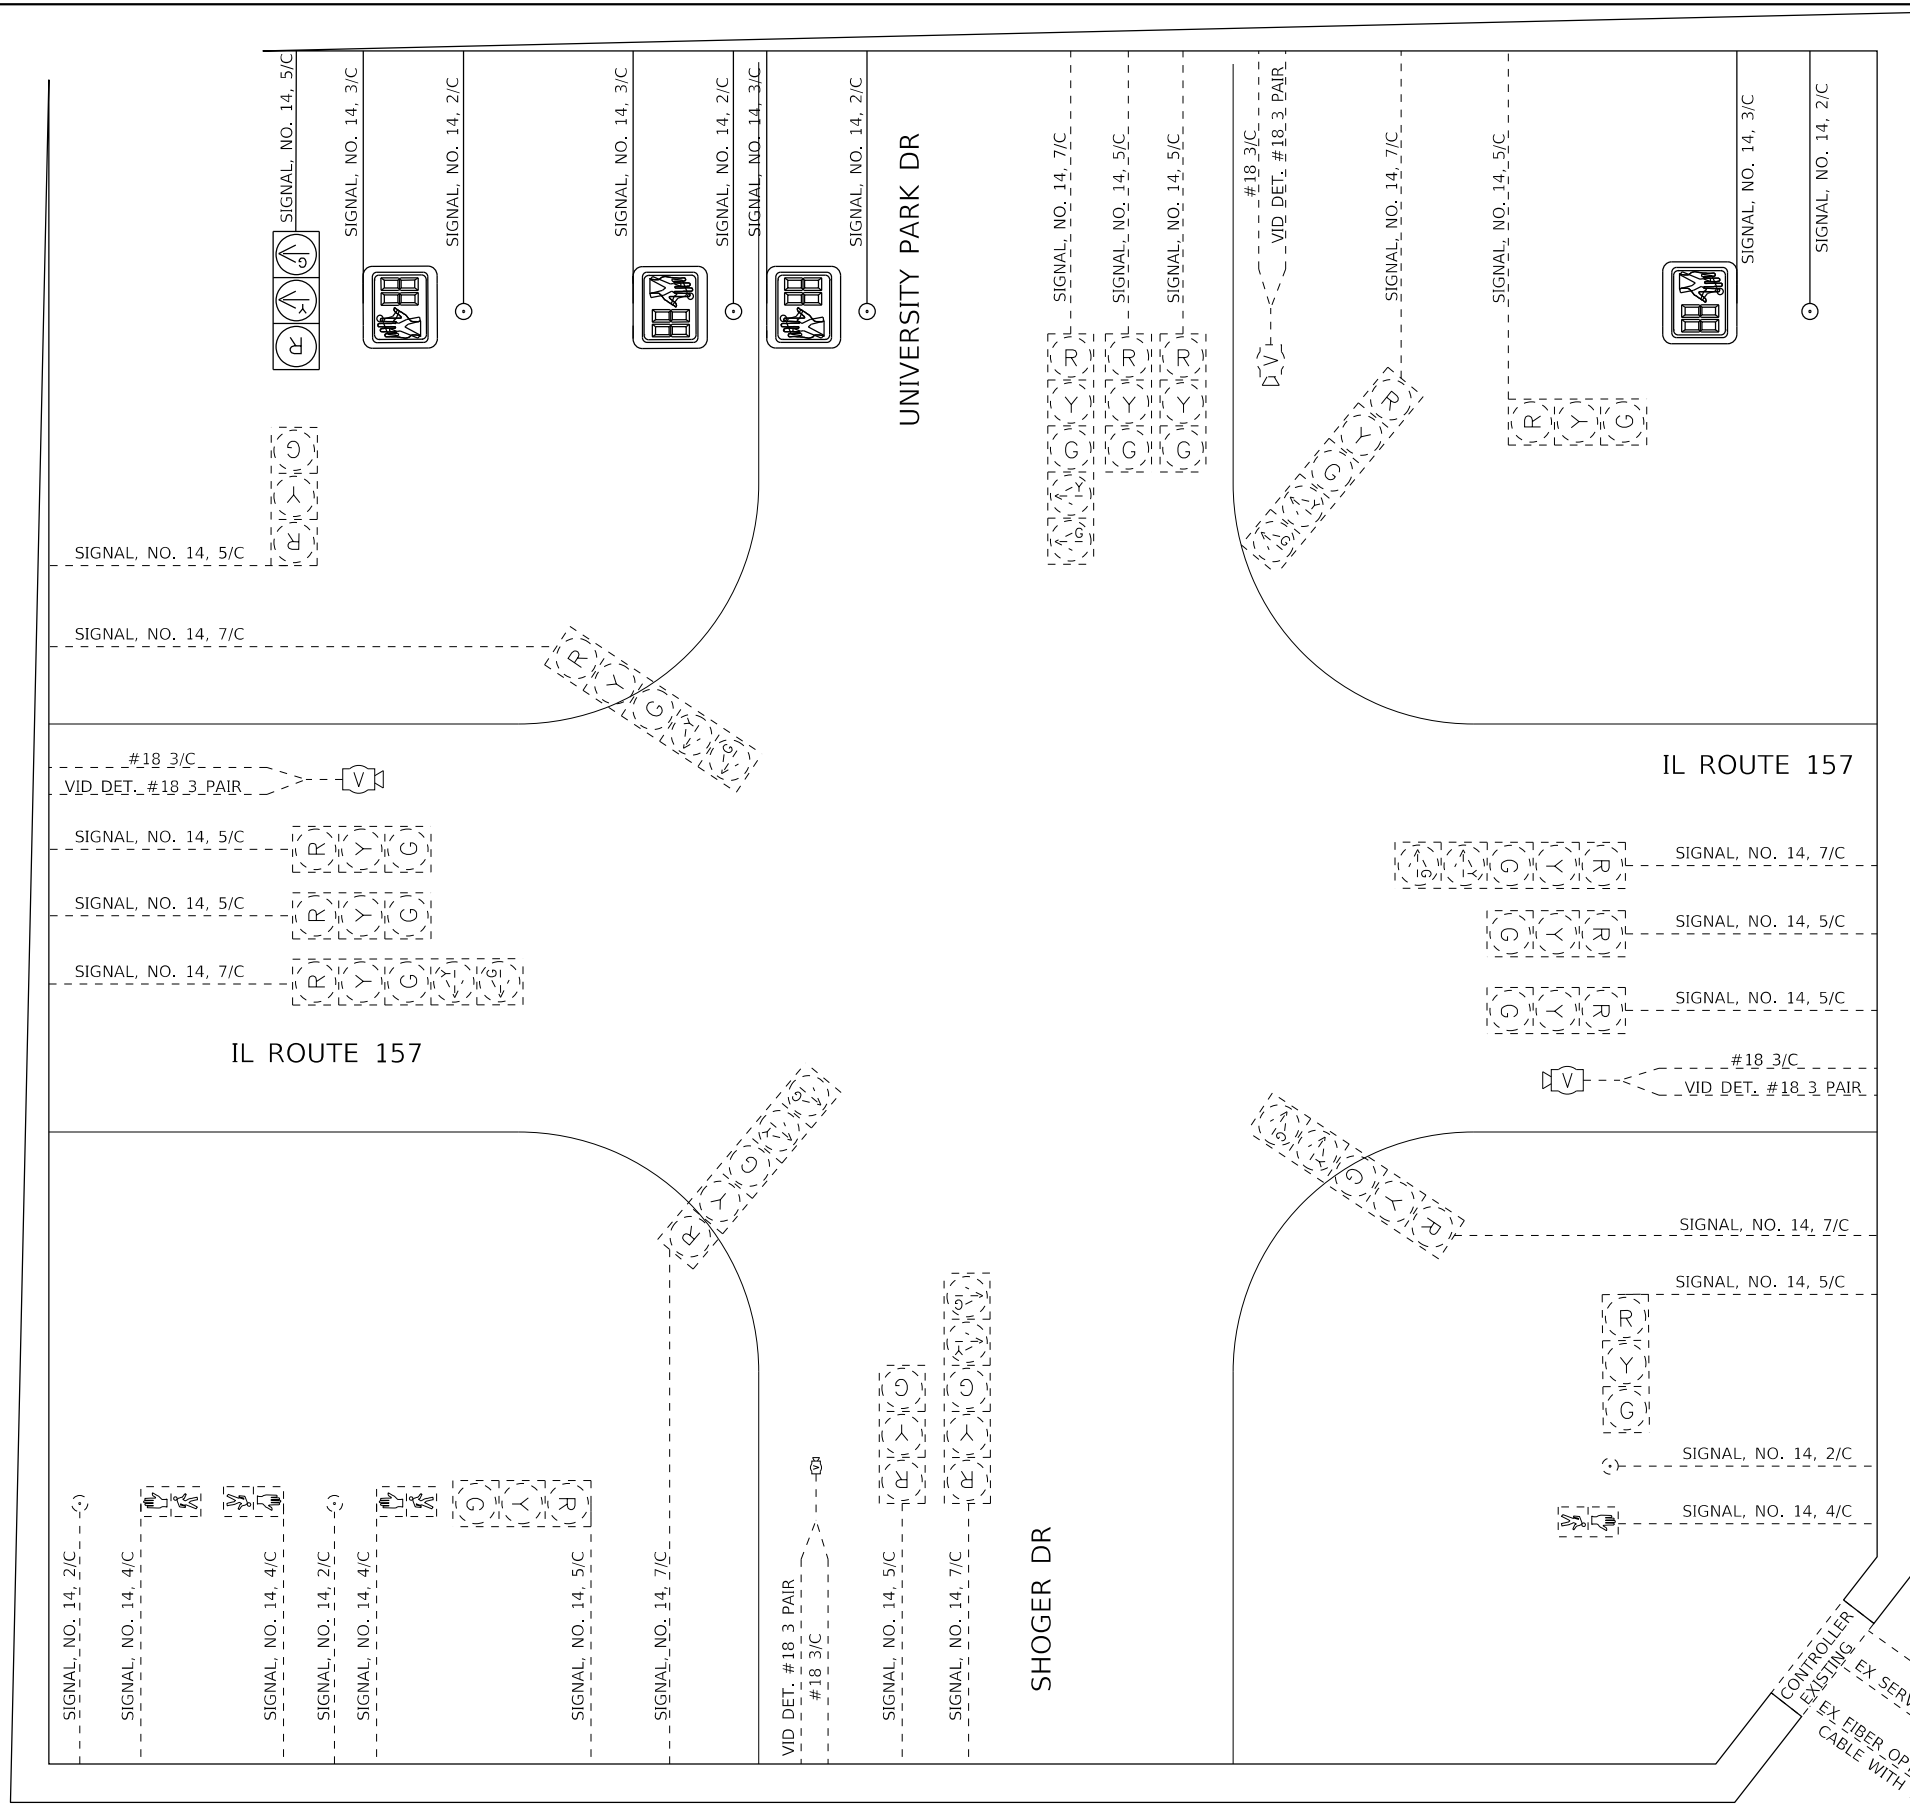 SIGNAL, NO. 14, 5/C
SIGNAL, NO. 14, 3/C
SIGNAL, NO. 14, 2/C
SIGNAL, NO. 14, 3/C
SIGNAL, NO. 14, 2/C
SIGNAL, NO. 14, 3/C
SIGNAL, NO. 14, 2/C
UNIVERSITY PARK DR
SIGNAL, NO. 14, 7/C
SIGNAL, NO. 14, 5/C
SIGNAL, NO. 14, 5/C
#18 3/C
VID DET. #18 3 PAIR
SIGNAL, NO. 14, 7/C
SIGNAL, NO. 14, 5/C
SIGNAL, NO. 14, 3/C
SIGNAL, NO. 14, 2/C
G
Y
R
R
Y
G
Y
G
R
Y
G
R
Y
G
V
R
Y
G
Y
G
R Y G
G
Y
R
SIGNAL, NO. 14, 5/C
SIGNAL, NO. 14, 7/C
R Y G Y G
#18 3/C
VID DET. #18 3 PAIR
V
SIGNAL, NO. 14, 5/C
R Y G
SIGNAL, NO. 14, 5/C
R Y G
SIGNAL, NO. 14, 7/C
R Y G Y G
IL ROUTE 157
IL ROUTE 157
G Y G Y R
SIGNAL, NO. 14, 7/C
G Y R
SIGNAL, NO. 14, 5/C
G Y R
SIGNAL, NO. 14, 5/C
#18 3/C
V
VID DET. #18 3 PAIR
R Y G Y G
G Y G Y R
SIGNAL, NO. 14, 7/C
SIGNAL, NO. 14, 5/C
R
Y
G
SIGNAL, NO. 14, 2/C
SIGNAL, NO. 14, 4/C
G
Y
G
Y
R
G
Y
R
V
G Y R
SIGNAL, NO. 14, 2/C
SIGNAL, NO. 14, 4/C
SIGNAL, NO. 14, 4/C
SIGNAL, NO. 14, 2/C
SIGNAL, NO. 14, 4/C
SIGNAL, NO. 14, 5/C
SIGNAL, NO. 14, 7/C
VID DET. #18 3 PAIR
#18 3/C
SIGNAL, NO. 14, 5/C
SIGNAL, NO. 14, 7/C
SHOGER DR
CONTROLLER
EXISTING
EX SERV
EX FIBER OP
CABLE WITH